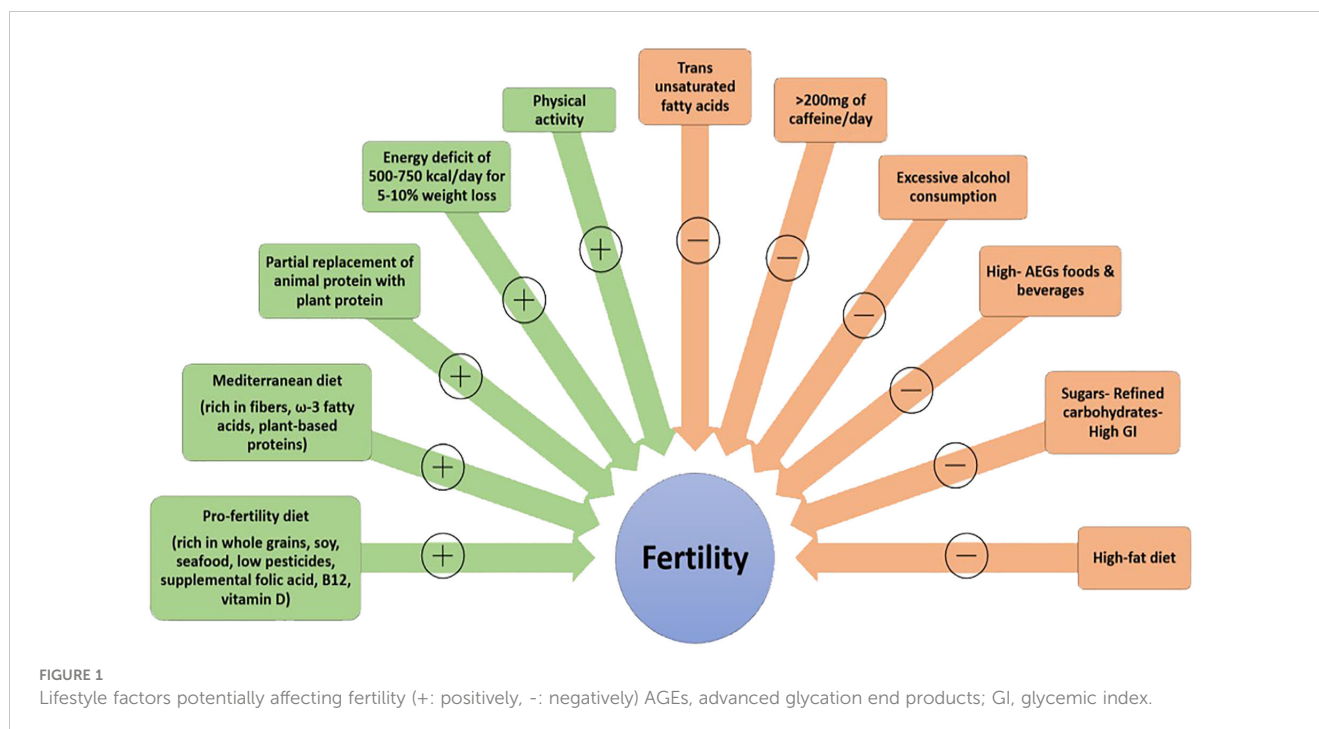 Trans
unsaturated
fatty acids
>200mg of
caffeine/day
Physical
activity
Energy deficit of
500-750 kcal/day for
5-10% weight loss
Excessive alcohol
consumption
Partial replacement of
animal protein with
plant protein
High- AEGs foods &
beverages
Mediterranean diet
(rich in fibers, ω-3 fatty
acids, plant-based
proteins)
Sugars- Refined
carbohydrates-
High GI
Pro-fertility diet
(rich in whole grains, soy,
seafood, low pesticides,
supplemental folic acid, B12,
vitamin D)
High-fat diet
+
+
+
+
+
−
−
−
−
−
−
Fertility
FIGURE 1
Lifestyle factors potentially affecting fertility (+: positively, -: negatively) AGEs, advanced glycation end products; GI, glycemic index.